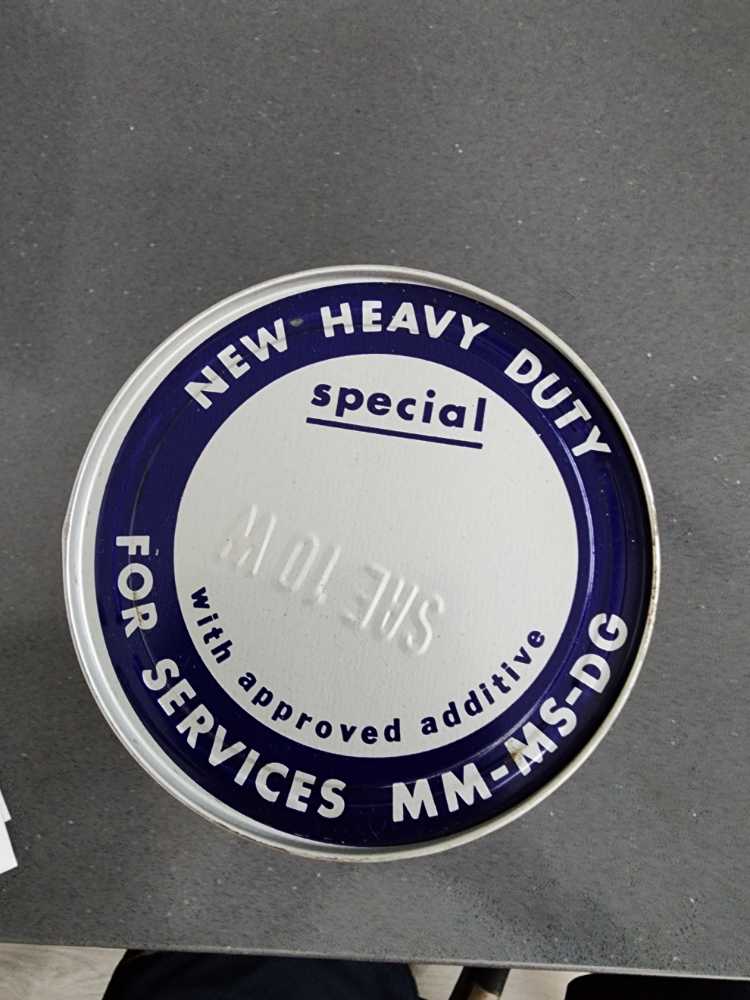 NEW HEAVY DUTY
special
SAE 10 W
with approved additive
FOR SERVICES MM-MS-DG